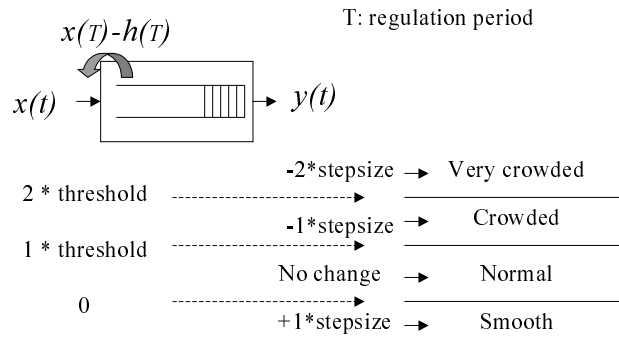 x(T)-h(T)
T: regulation period
x(t)
y(t)
-2*stepsize
Very crowded
2 * threshold
-1*stepsize
Crowded
1 * threshold
No change
Normal
0
+1*stepsize
Smooth